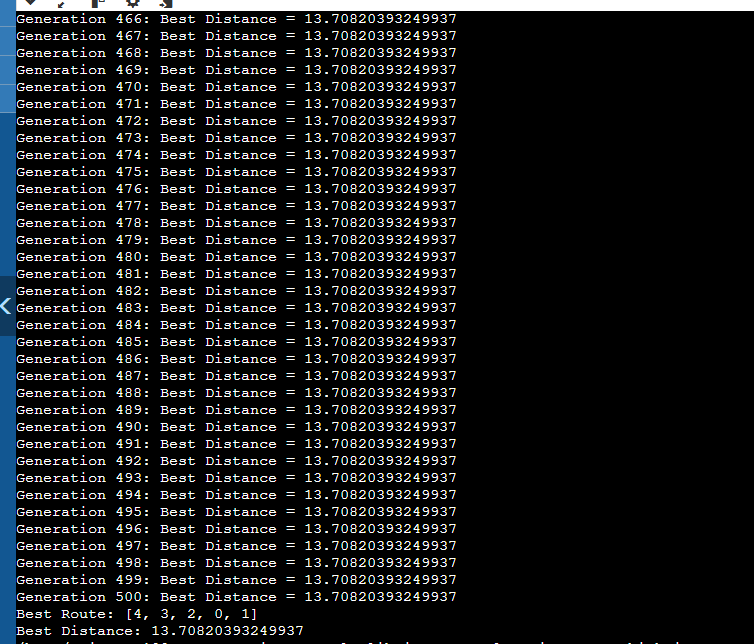 Generation 466: Best Distance = 13.70820393249937
Generation 467: Best Distance = 13.70820393249937
Generation 468: Best Distance = 13.70820393249937
Generation 469: Best Distance = 13.70820393249937
Generation 470: Best Distance = 13.70820393249937
Generation 471: Best Distance = 13.70820393249937
Generation 472: Best Distance = 13.70820393249937
Generation 473: Best Distance = 13.70820393249937
Generation 474: Best Distance = 13.70820393249937
Generation 475: Best Distance = 13.70820393249937
Generation 476: Best Distance = 13.70820393249937
Generation 477: Best Distance = 13.70820393249937
Generation 478: Best Distance = 13.70820393249937
Generation 479: Best Distance = 13.70820393249937
Generation 480: Best Distance = 13.70820393249937
Generation 481: Best Distance = 13.70820393249937
Generation 482: Best Distance = 13.70820393249937
Generation 483: Best Distance = 13.70820393249937
Generation 484: Best Distance = 13.70820393249937
Generation 485: Best Distance = 13.70820393249937
Generation 486: Best Distance = 13.70820393249937
Generation 487: Best Distance = 13.70820393249937
Generation 488: Best Distance = 13.70820393249937
Generation 489: Best Distance = 13.70820393249937
Generation 490: Best Distance = 13.70820393249937
Generation 491: Best Distance = 13.70820393249937
Generation 492: Best Distance = 13.70820393249937
Generation 493: Best Distance = 13.70820393249937
Generation 494: Best Distance = 13.70820393249937
Generation 495: Best Distance = 13.70820393249937
Generation 496: Best Distance = 13.70820393249937
Generation 497: Best Distance = 13.70820393249937
Generation 498: Best Distance = 13.70820393249937
Generation 499: Best Distance = 13.70820393249937
Generation 500: Best Distance = 13.70820393249937
Best Route: [4, 3, 2, 0, 1]
Best Distance: 13.70820393249937